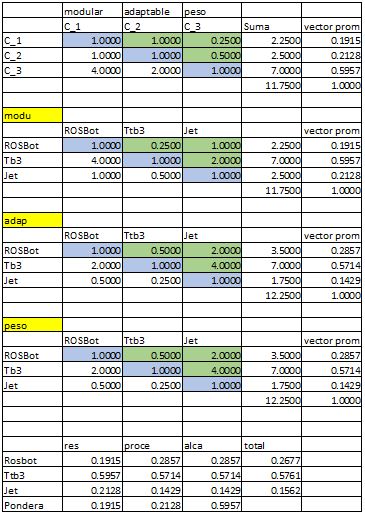 modular adaptable peso
C_1 C_2 C_3 Suma vector prom
C_1 1.0000 1.0000 0.2500 2.2500 0.1915
C_2 1.0000 1.0000 0.5000 2.5000 0.2128
C_3 4.0000 2.0000 1.0000 7.0000 0.5957
11.7500 1.0000
modu
ROSBot Ttb3 Jet vector prom
ROSBot 1.0000 0.2500 1.0000 2.2500 0.1915
Tb3 4.0000 1.0000 2.0000 7.0000 0.5957
Jet 1.0000 0.5000 1.0000 2.5000 0.2128
11.7500 1.0000
adap
ROSBot Ttb3 Jet vector prom
ROSBot 1.0000 0.5000 2.0000 3.5000 0.2857
Tb3 2.0000 1.0000 4.0000 7.0000 0.5714
Jet 0.5000 0.2500 1.0000 1.7500 0.1429
12.2500 1.0000
peso
ROSBot Ttb3 Jet vector prom
ROSBot 1.0000 0.5000 2.0000 3.5000 0.2857
Tb3 2.0000 1.0000 4.0000 7.0000 0.5714
Jet 0.5000 0.2500 1.0000 1.7500 0.1429
12.2500 1.0000
res proce alca total
Rosbot 0.1915 0.2857 0.2857 0.2677
Ttb3 0.5957 0.5714 0.5714 0.5761
Jet 0.2128 0.1429 0.1429 0.1562
Pondera 0.1915 0.2128 0.5957